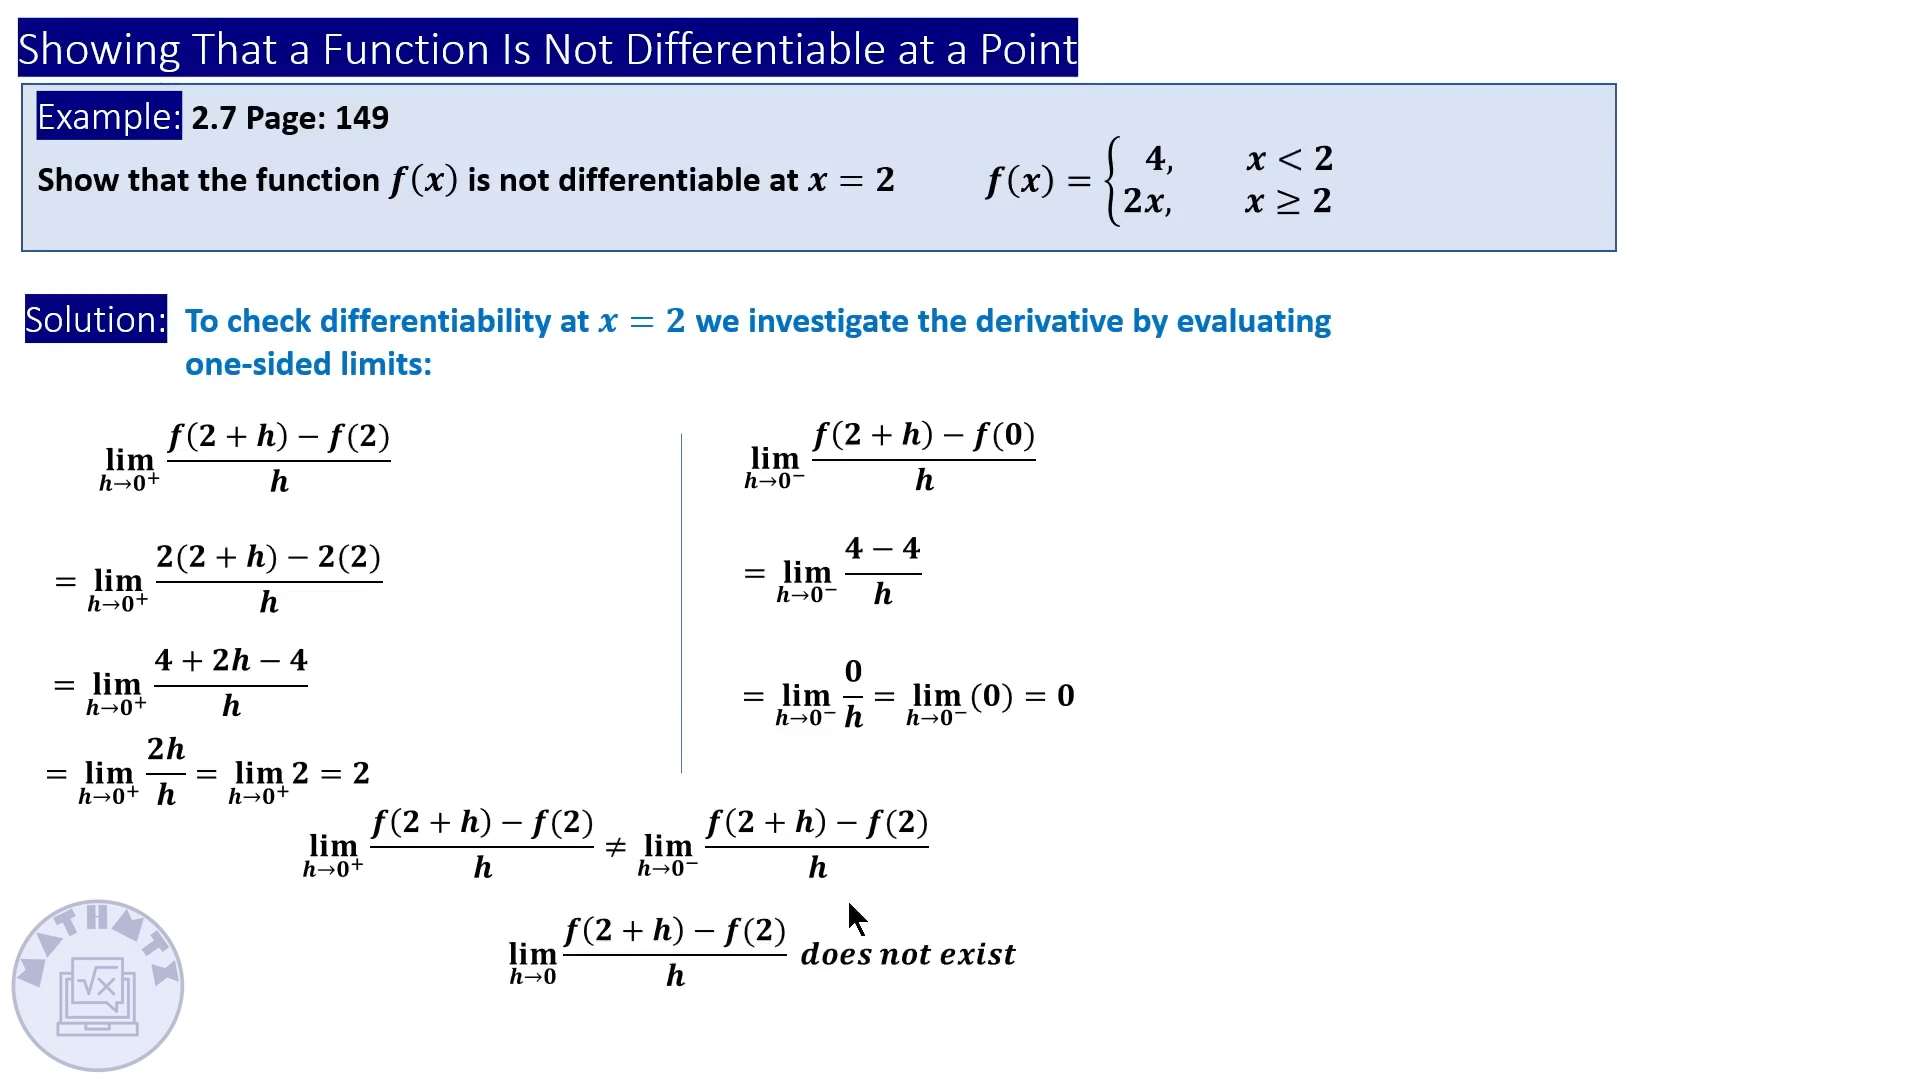 Showing That a Function Is Not Differentiable at a Point
Example: 2.7 Page: 149
Show that the function f(x) is not differentiable at x = 2 f(x) = { 4, x < 2
2x, x ≥ 2
Solution: To check differentiability at x = 2 we investigate the derivative by evaluating
one-sided limits:
lim h→0⁺ (f(2 + h) − f(2))/h
= lim h→0⁺ (2(2 + h) − 2(2))/h
= lim h→0⁺ (4 + 2h − 4)/h
= lim h→0⁺ 2h/h = lim h→0⁺ 2 = 2
lim h→0⁻ (f(2 + h) − f(0))/h
= lim h→0⁻ (4 − 4)/h
= lim h→0⁻ 0/h = lim h→0⁻ (0) = 0
lim h→0⁺ (f(2 + h) − f(2))/h ≠ lim h→0⁻ (f(2 + h) − f(2))/h
lim h→0 (f(2 + h) − f(2))/h does not exist
MATHMTX
√x